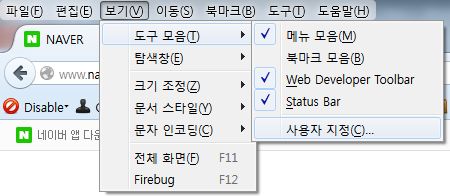 파일(F) 편집(E) 보기(V) 이동(S) 북마크(B) 도구(T) 도움말(H)
NAVER
www.na
Disable
네이버 앱 다운
도구 모음(T)
탐색창(E)
크기 조정(Z)
문서 스타일(Y)
문자 인코딩(C)
전체 화면(F) F11
Firebug F12
메뉴 모음(M)
북마크 모음(B)
Web Developer Toolbar
Status Bar
사용자 지정(C)...